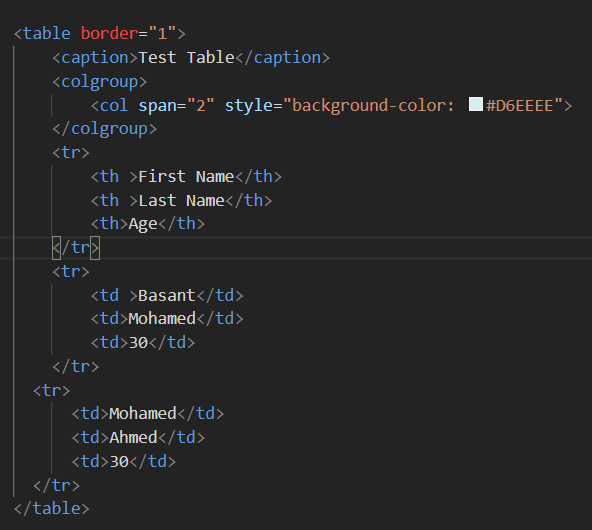 <table border="1">
<caption>Test Table</caption>
<colgroup>
<col span="2" style="background-color: #D6EEEE">
</colgroup>
<tr>
<th >First Name</th>
<th >Last Name</th>
<th>Age</th>
</tr>
<tr>
<td >Basant</td>
<td>Mohamed</td>
<td>30</td>
</tr>
<tr>
<td>Mohamed</td>
<td>Ahmed</td>
<td>30</td>
</tr>
</table>